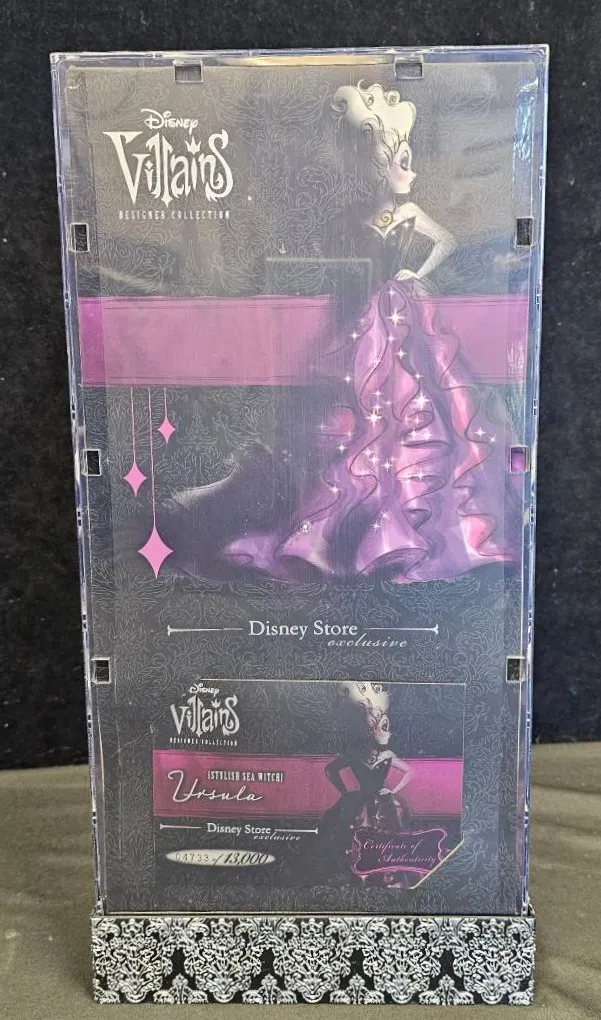 Disney
Villains
DESIGNER COLLECTION
Disney Store
exclusive
Disney
Villains
DESIGNER COLLECTION
[STYLISH SEA WITCH]
Ursula
Disney Store
exclusive
04733-/13,000
Certificate of
Authenticity